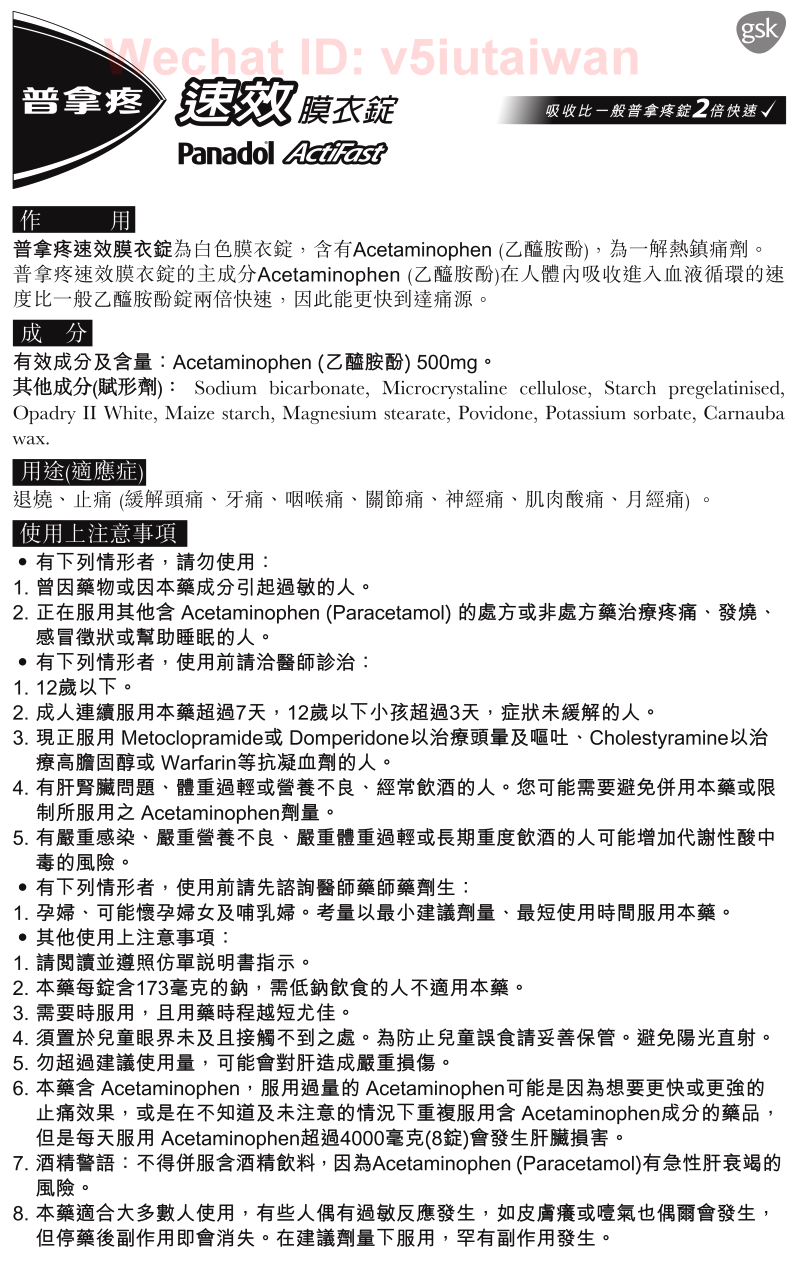 Wechat ID: v5iutaiwan
gsk
普拿疼 速效 膜衣錠
吸收比一般普拿疼錠2倍快速✓
Panadol ActiFast
作 用
普拿疼速效膜衣錠為白色膜衣錠，含有Acetaminophen (乙醯胺酚)，為一解熱鎮痛劑。
普拿疼速效膜衣錠的主成分Acetaminophen (乙醯胺酚)在人體內吸收進入血液循環的速
度比一般乙醯胺酚錠兩倍快速，因此能更快到達痛源。
成 分
有效成分及含量：Acetaminophen (乙醯胺酚) 500mg。
其他成分(賦形劑)： Sodium bicarbonate, Microcrystaline cellulose, Starch pregelatinised,
Opadry II White, Maize starch, Magnesium stearate, Povidone, Potassium sorbate, Carnauba
wax.
用途(適應症)
退燒、止痛 (緩解頭痛、牙痛、咽喉痛、關節痛、神經痛、肌肉酸痛、月經痛) 。
使用上注意事項
• 有下列情形者，請勿使用：
1. 曾因藥物或因本藥成分引起過敏的人。
2. 正在服用其他含 Acetaminophen (Paracetamol) 的處方或非處方藥治療疼痛、發燒、
感冒徵狀或幫助睡眠的人。
• 有下列情形者，使用前請洽醫師診治：
1. 12歲以下。
2. 成人連續服用本藥超過7天，12歲以下小孩超過3天，症狀未緩解的人。
3. 現正服用 Metoclopramide或 Domperidone以治療頭暈及嘔吐、Cholestyramine以治
療高膽固醇或 Warfarin等抗凝血劑的人。
4. 有肝腎臟問題、體重過輕或營養不良、經常飲酒的人。您可能需要避免併用本藥或限
制所服用之 Acetaminophen劑量。
5. 有嚴重感染、嚴重營養不良、嚴重體重過輕或長期重度飲酒的人可能增加代謝性酸中
毒的風險。
• 有下列情形者，使用前請先諮詢醫師藥師藥劑生：
1. 孕婦、可能懷孕婦女及哺乳婦。考量以最小建議劑量、最短使用時間服用本藥。
• 其他使用上注意事項：
1. 請閱讀並遵照仿單説明書指示。
2. 本藥每錠含173毫克的鈉，需低鈉飲食的人不適用本藥。
3. 需要時服用，且用藥時程越短尤佳。
4. 須置於兒童眼界未及且接觸不到之處。為防止兒童誤食請妥善保管。避免陽光直射。
5. 勿超過建議使用量，可能會對肝造成嚴重損傷。
6. 本藥含 Acetaminophen，服用過量的 Acetaminophen可能是因為想要更快或更強的
止痛效果，或是在不知道及未注意的情況下重複服用含 Acetaminophen成分的藥品，
但是每天服用 Acetaminophen超過4000毫克(8錠)會發生肝臟損害。
7. 酒精警語：不得併服含酒精飲料，因為Acetaminophen (Paracetamol)有急性肝衰竭的
風險。
8. 本藥適合大多數人使用，有些人偶有過敏反應發生，如皮膚癢或噎氣也偶爾會發生，
但停藥後副作用即會消失。在建議劑量下服用，罕有副作用發生。